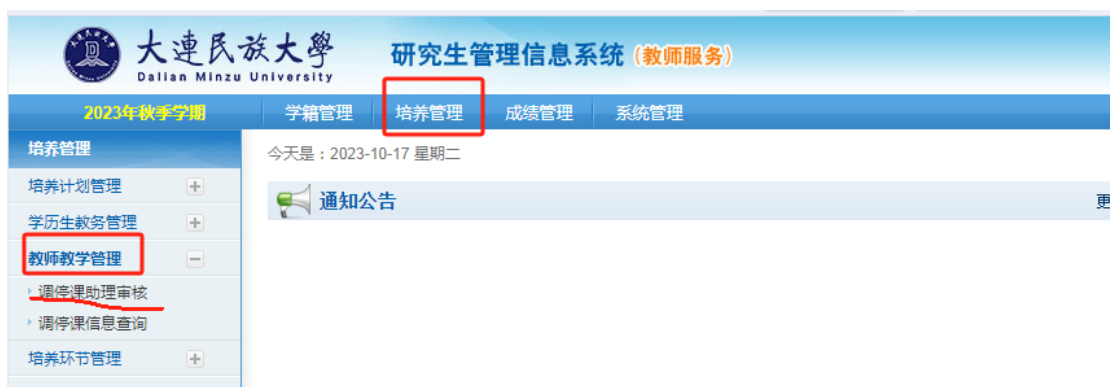 大連民族大學 研究生管理信息系统 (教师服务)
Dalian Minzu University
2023年秋季学期 学籍管理 培养管理 成绩管理 系统管理
培养管理
今天是：2023-10-17 星期二
培养计划管理
通知公告 更
学历生教务管理
教师教学管理
调停课助理审核
调停课信息查询
培养环节管理